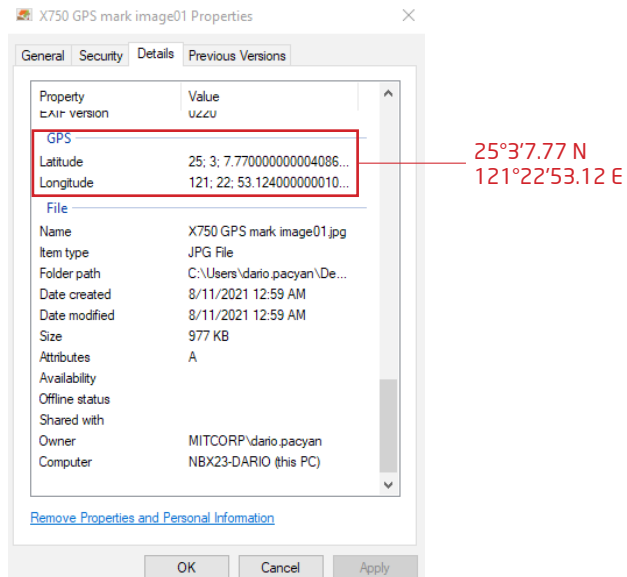 X750 GPS mark image01 Properties
General Security Details Previous Versions
Property Value
EXIF version 0220
GPS
Latitude 25; 3; 7.770000000004086...
Longitude 121; 22; 53.124000000010...
25°3'7.77 N
121°22'53.12 E
File
Name X750 GPS mark image01.jpg
Item type JPG File
Folder path C:\Users\dario.pacyan\De...
Date created 8/11/2021 12:59 AM
Date modified 8/11/2021 12:59 AM
Size 977 KB
Attributes A
Availability
Offline status
Shared with
Owner MITCORP\dario.pacyan
Computer NBX23-DARIO (this PC)
Remove Properties and Personal Information
OK Cancel Apply